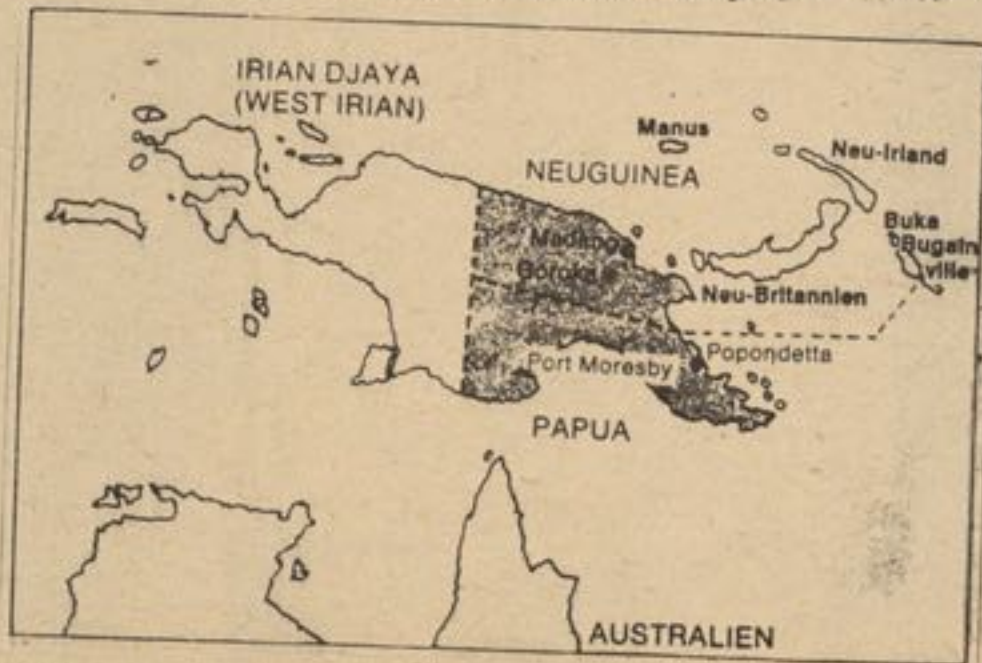 IRIAN DJAYA
(WEST IRIAN)
Manus
Neu-Irland
NEUGUINEA
Buka
Bugain
ville
Madang
Goroka
Neu-Britannien
Popondetta
Port Moresby
PAPUA
AUSTRALIEN